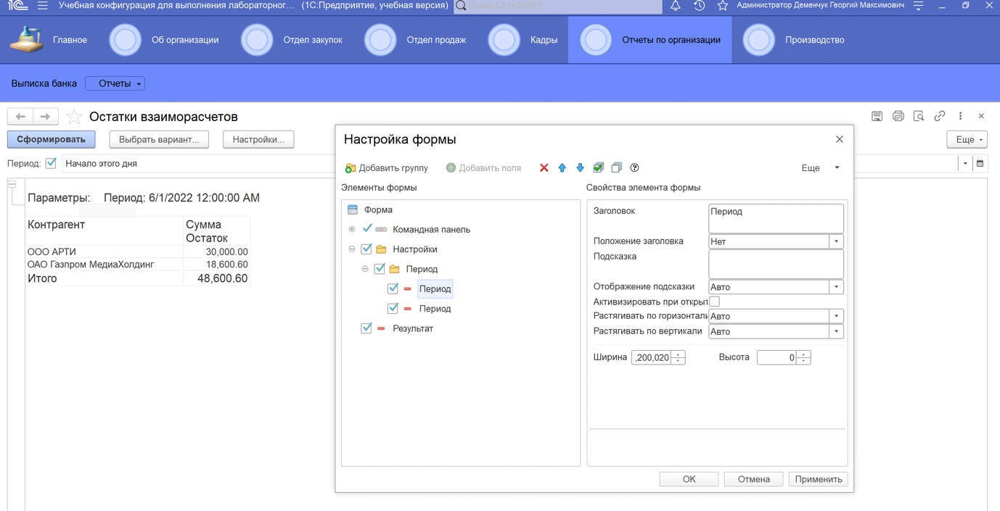 1С Учебная конфигурация для выполнения лабораторног... (1С:Предприятие, учебная версия) Поиск Ctrl+Shift+F Администратор Деменчук Георгий Максимович
Главное Об организации Отдел закупок Отдел продаж Кадры Отчеты по организации Производство
Выписка банка Отчеты
Остатки взаиморасчетов
Сформировать Выбрать вариант... Настройки... Еще
Период: Начало этого дня
Параметры: Период: 6/1/2022 12:00:00 AM
Контрагент Сумма Остаток
ООО АРТИ 30,000.00
ОАО Газпром МедиаХолдинг 18,600.60
Итого 48,600.60
Настройка формы
Добавить группу Добавить поля Еще
Элементы формы
Форма
Командная панель
Настройки
Период
Период
Период
Результат
Свойства элемента формы
Заголовок Период
Положение заголовка Нет
Подсказка
Отображение подсказки Авто
Активизировать при открыт
Растягивать по горизонтали Авто
Растягивать по вертикали Авто
Ширина ,200,020 Высота 0
OK Отмена Применить